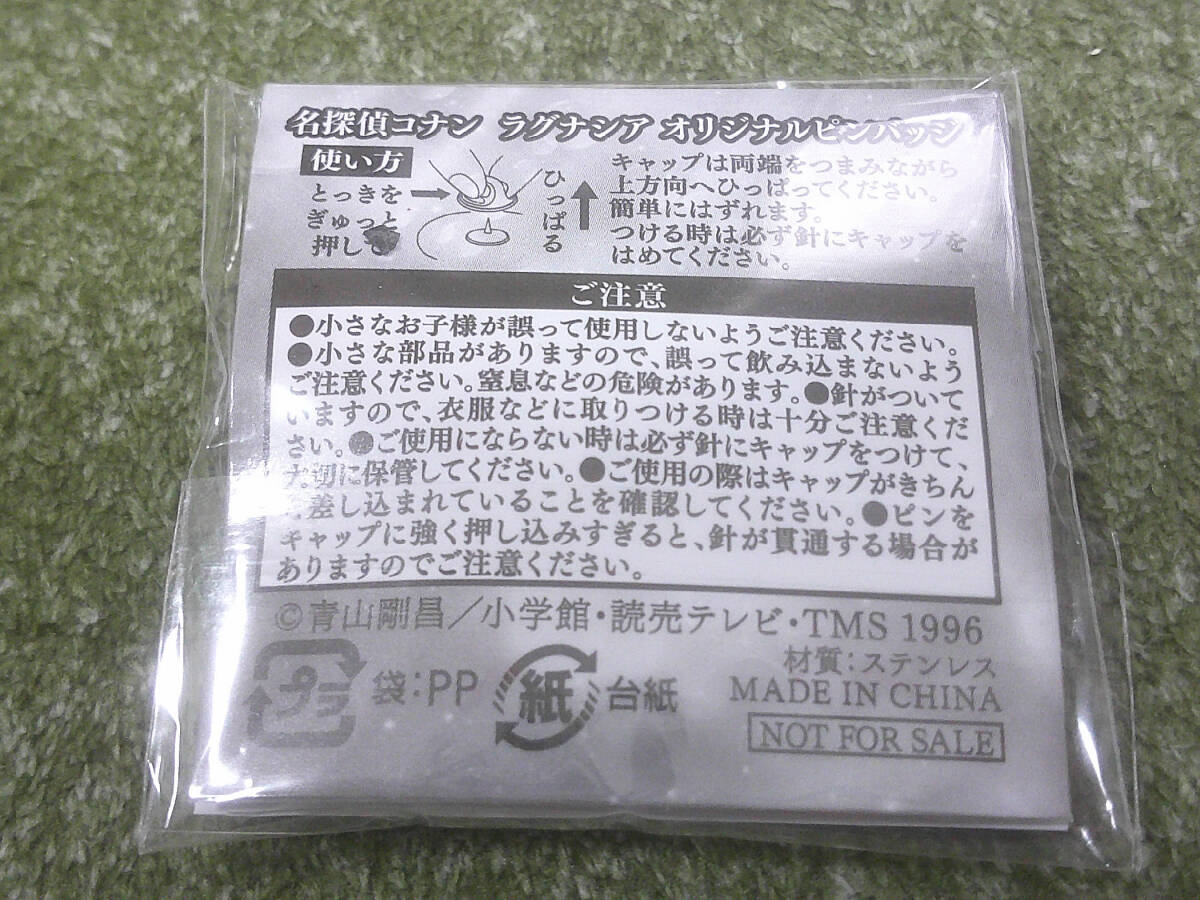 名探偵コナン ラグナシア オリジナルピンバッジ
使い方
とっきを
ぎゅっと
押して
ひっぱる
キャップは両端をつまみながら
上方向へひっぱってください。
簡単にはずれます。
つける時は必ず針にキャップを
はめてください。
ご注意
●小さなお子様が誤って使用しないようご注意ください。
●小さな部品がありますので、誤って飲み込まないよう
ご注意ください。窒息などの危険があります。●針がついて
いますので、衣服などに取りつける時は十分ご注意くだ
さい。●ご使用にならない時は必ず針にキャップをつけて、
大切に保管してください。●ご使用の際はキャップがきちん
と差し込まれていることを確認してください。●ピンを
キャップに強く押し込みすぎると、針が貫通する場合が
ありますのでご注意ください。
©青山剛昌／小学館・読売テレビ・TMS 1996
材質：ステンレス
プラ 袋：PP 紙 台紙
MADE IN CHINA
NOT FOR SALE